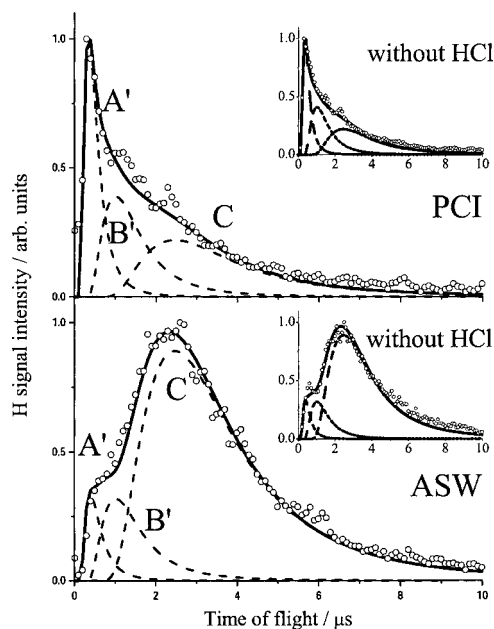 1.0
A'
0.5
B
C
0.0
without HCl
1.0
0.5
0.0
0 2 4 6 8 10
PCI
H signal intensity / arb. units
1.0
A'
0.5
B'
C
0.0
without HCl
1.0
0.5
0.0
0 2 4 6 8 10
ASW
0 2 4 6 8 10
Time of flight / μs